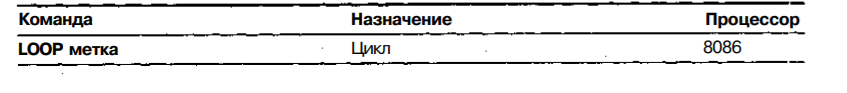 Команда Назначение Процессор
LOOP метка Цикл 8086